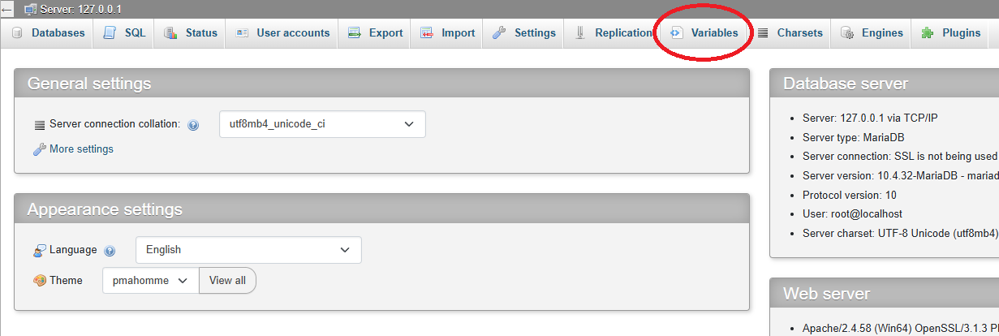 Server: 127.0.0.1
Databases SQL Status User accounts Export Import Settings Replication Variables Charsets Engines Plugins
General settings
Server connection collation: utf8mb4_unicode_ci
More settings
Appearance settings
Language English
Theme pmahomme View all
Database server
Server: 127.0.0.1 via TCP/IP
Server type: MariaDB
Server connection: SSL is not being used
Server version: 10.4.32-MariaDB - mariad
Protocol version: 10
User: root@localhost
Server charset: UTF-8 Unicode (utf8mb4)
Web server
Apache/2.4.58 (Win64) OpenSSL/3.1.3 P